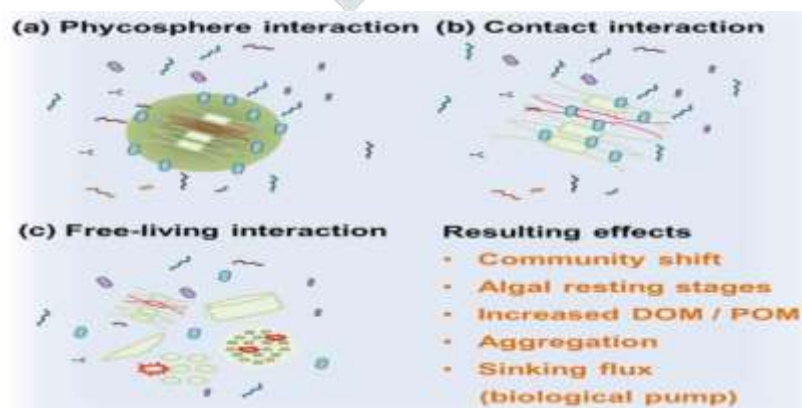 (a) Phycosphere interaction
(b) Contact interaction
(c) Free-living interaction
Resulting effects
• Community shift
• Algal resting stages
• Increased DOM / POM
• Aggregation
• Sinking flux
(biological pump)